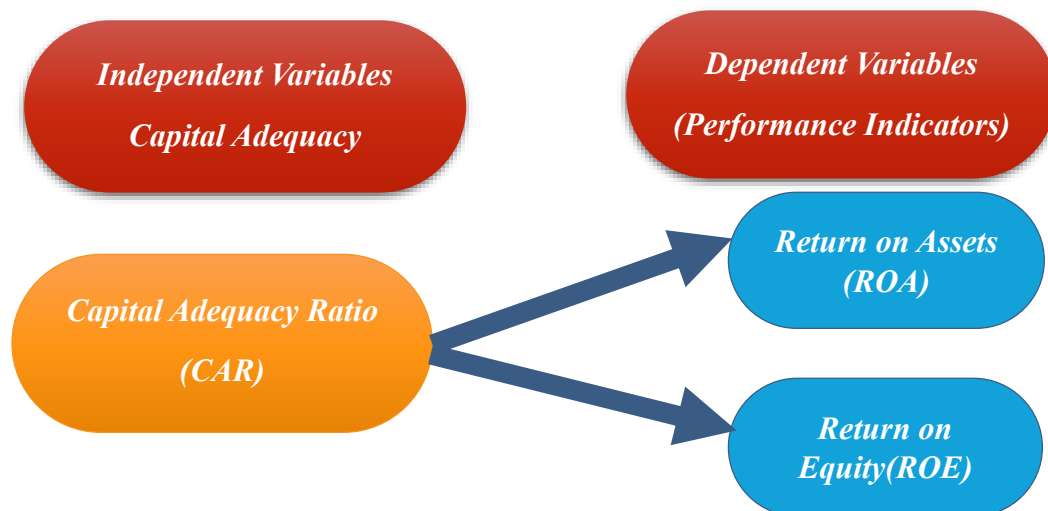 Independent Variables
Capital Adequacy
Dependent Variables
(Performance Indicators)
Capital Adequacy Ratio
(CAR)
Return on Assets
(ROA)
Return on
Equity(ROE)